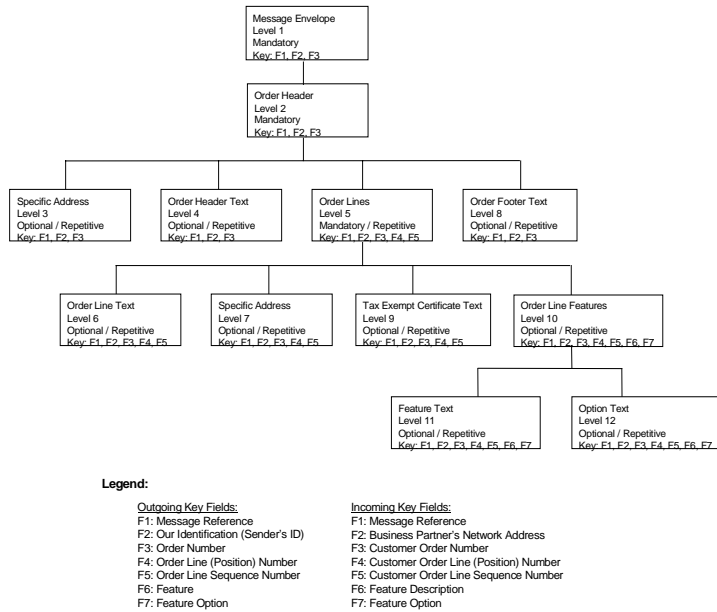 Message Envelope
Level 1
Mandatory
Key: F1, F2, F3
Order Header
Level 2
Mandatory
Key: F1, F2, F3
Specific Address
Level 3
Optional / Repetitive
Key: F1, F2, F3
Order Header Text
Level 4
Optional / Repetitive
Key: F1, F2, F3
Order Lines
Level 5
Mandatory / Repetitive
Key: F1, F2, F3, F4, F5
Order Footer Text
Level 8
Optional / Repetitive
Key: F1, F2, F3
Order Line Text
Level 6
Optional / Repetitive
Key: F1, F2, F3, F4, F5
Specific Address
Level 7
Optional / Repetitive
Key: F1, F2, F3, F4, F5
Tax Exempt Certificate Text
Level 9
Optional / Repetitive
Key: F1, F2, F3, F4, F5
Order Line Features
Level 10
Optional / Repetitive
Key: F1, F2, F3, F4, F5, F6, F7
Feature Text
Level 11
Optional / Repetitive
Key: F1, F2, F3, F4, F5, F6, F7
Option Text
Level 12
Optional / Repetitive
Key: F1, F2, F3, F4, F5, F6, F7
Legend:
Outgoing Key Fields:
F1: Message Reference
F2: Our Identification (Sender's ID)
F3: Order Number
F4: Order Line (Position) Number
F5: Order Line Sequence Number
F6: Feature
F7: Feature Option
Incoming Key Fields:
F1: Message Reference
F2: Business Partner's Network Address
F3: Customer Order Number
F4: Customer Order Line (Position) Number
F5: Customer Order Line Sequence Number
F6: Feature Description
F7: Feature Option